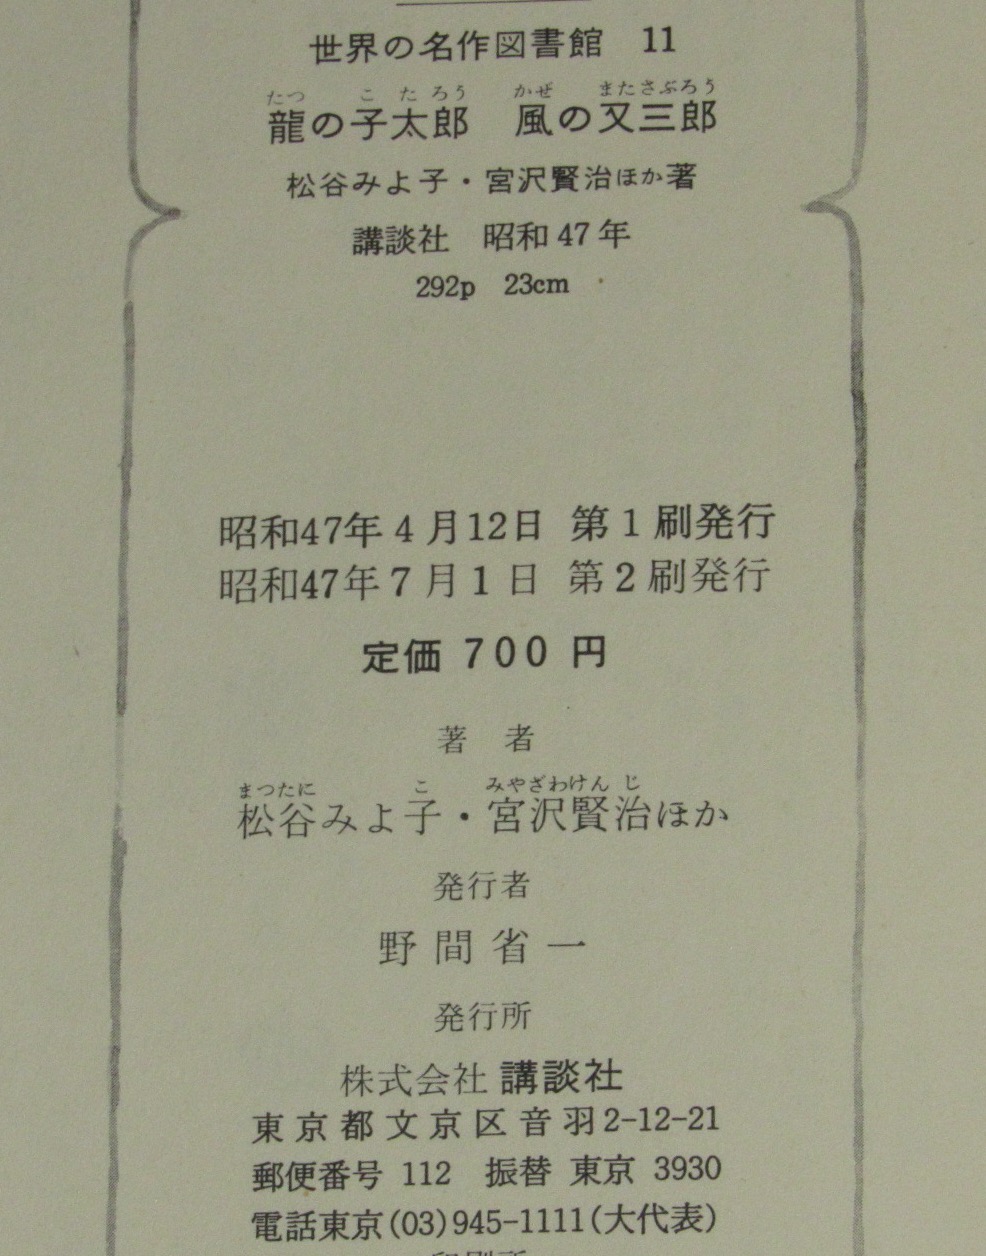 世界の名作図書館 11
たつ こ た ろう かぜ またさぶろう
龍の子太郎 風の又三郎
松谷みよ子・宮沢賢治ほか著
講談社 昭和47年
292p 23cm
昭和47年4月12日 第1刷発行
昭和47年7月1日 第2刷発行
定価 700 円
著 者
まつたに こ みやざわけん じ
松谷みよ子・宮沢賢治ほか
発行者
野間省一
発行所
株式会社 講談社
東京都文京区音羽2-12-21
郵便番号 112 振替 東京 3930
電話東京(03)945-1111(大代表)